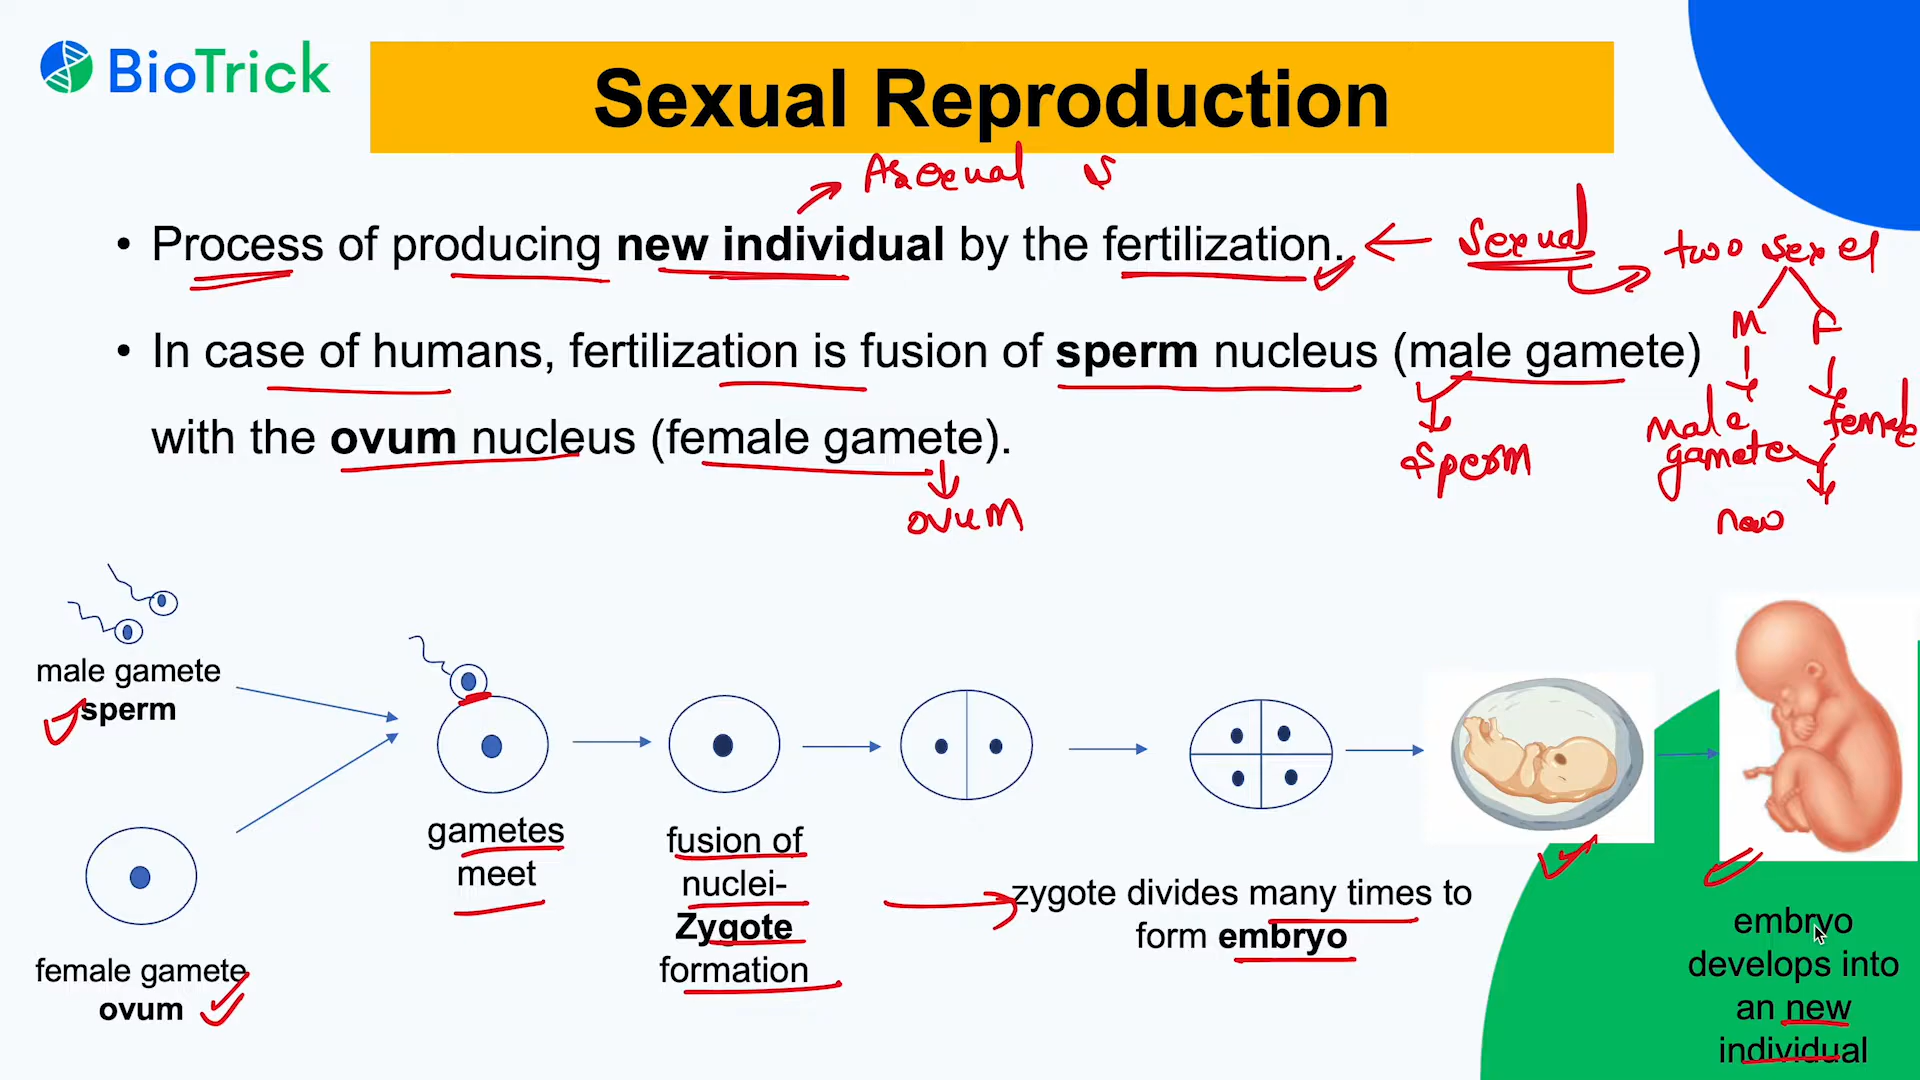 BioTrick
Sexual Reproduction
Asexual S
• Process of producing new individual by the fertilization. ← sexual
two sexes
M F
• In case of humans, fertilization is fusion of sperm nucleus (male gamete)
with the ovum nucleus (female gamete).
male female
gamete
sperm
ovum
new
male gamete
sperm
female gamete
ovum
gametes
meet
fusion of
nuclei-
Zygote
formation
zygote divides many times to
form embryo
embryo
develops into
an new
individual